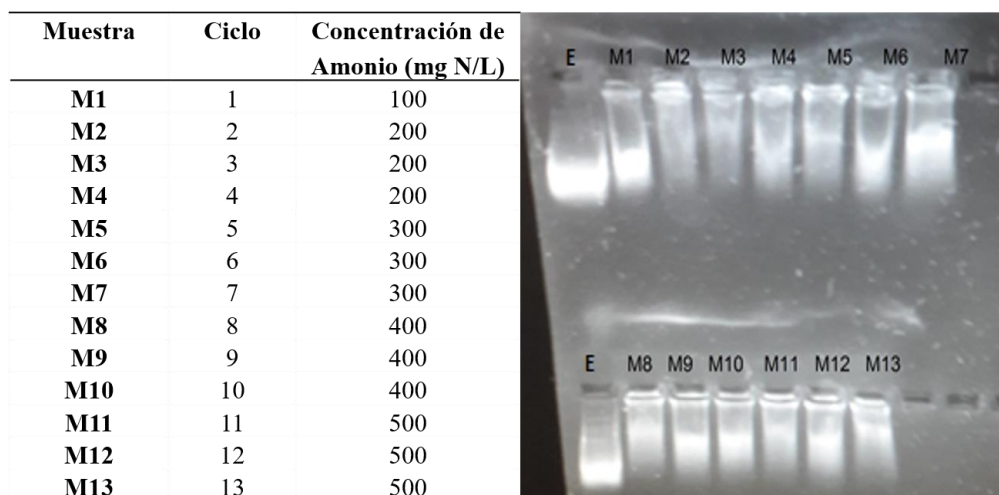 Muestra Ciclo Concentración de
Amonio (mg N/L)
M1 1 100
M2 2 200
M3 3 200
M4 4 200
M5 5 300
M6 6 300
M7 7 300
M8 8 400
M9 9 400
M10 10 400
M11 11 500
M12 12 500
M13 13 500
E M1 M2 M3 M4 M5 M6 M7
E M8 M9 M10 M11 M12 M13